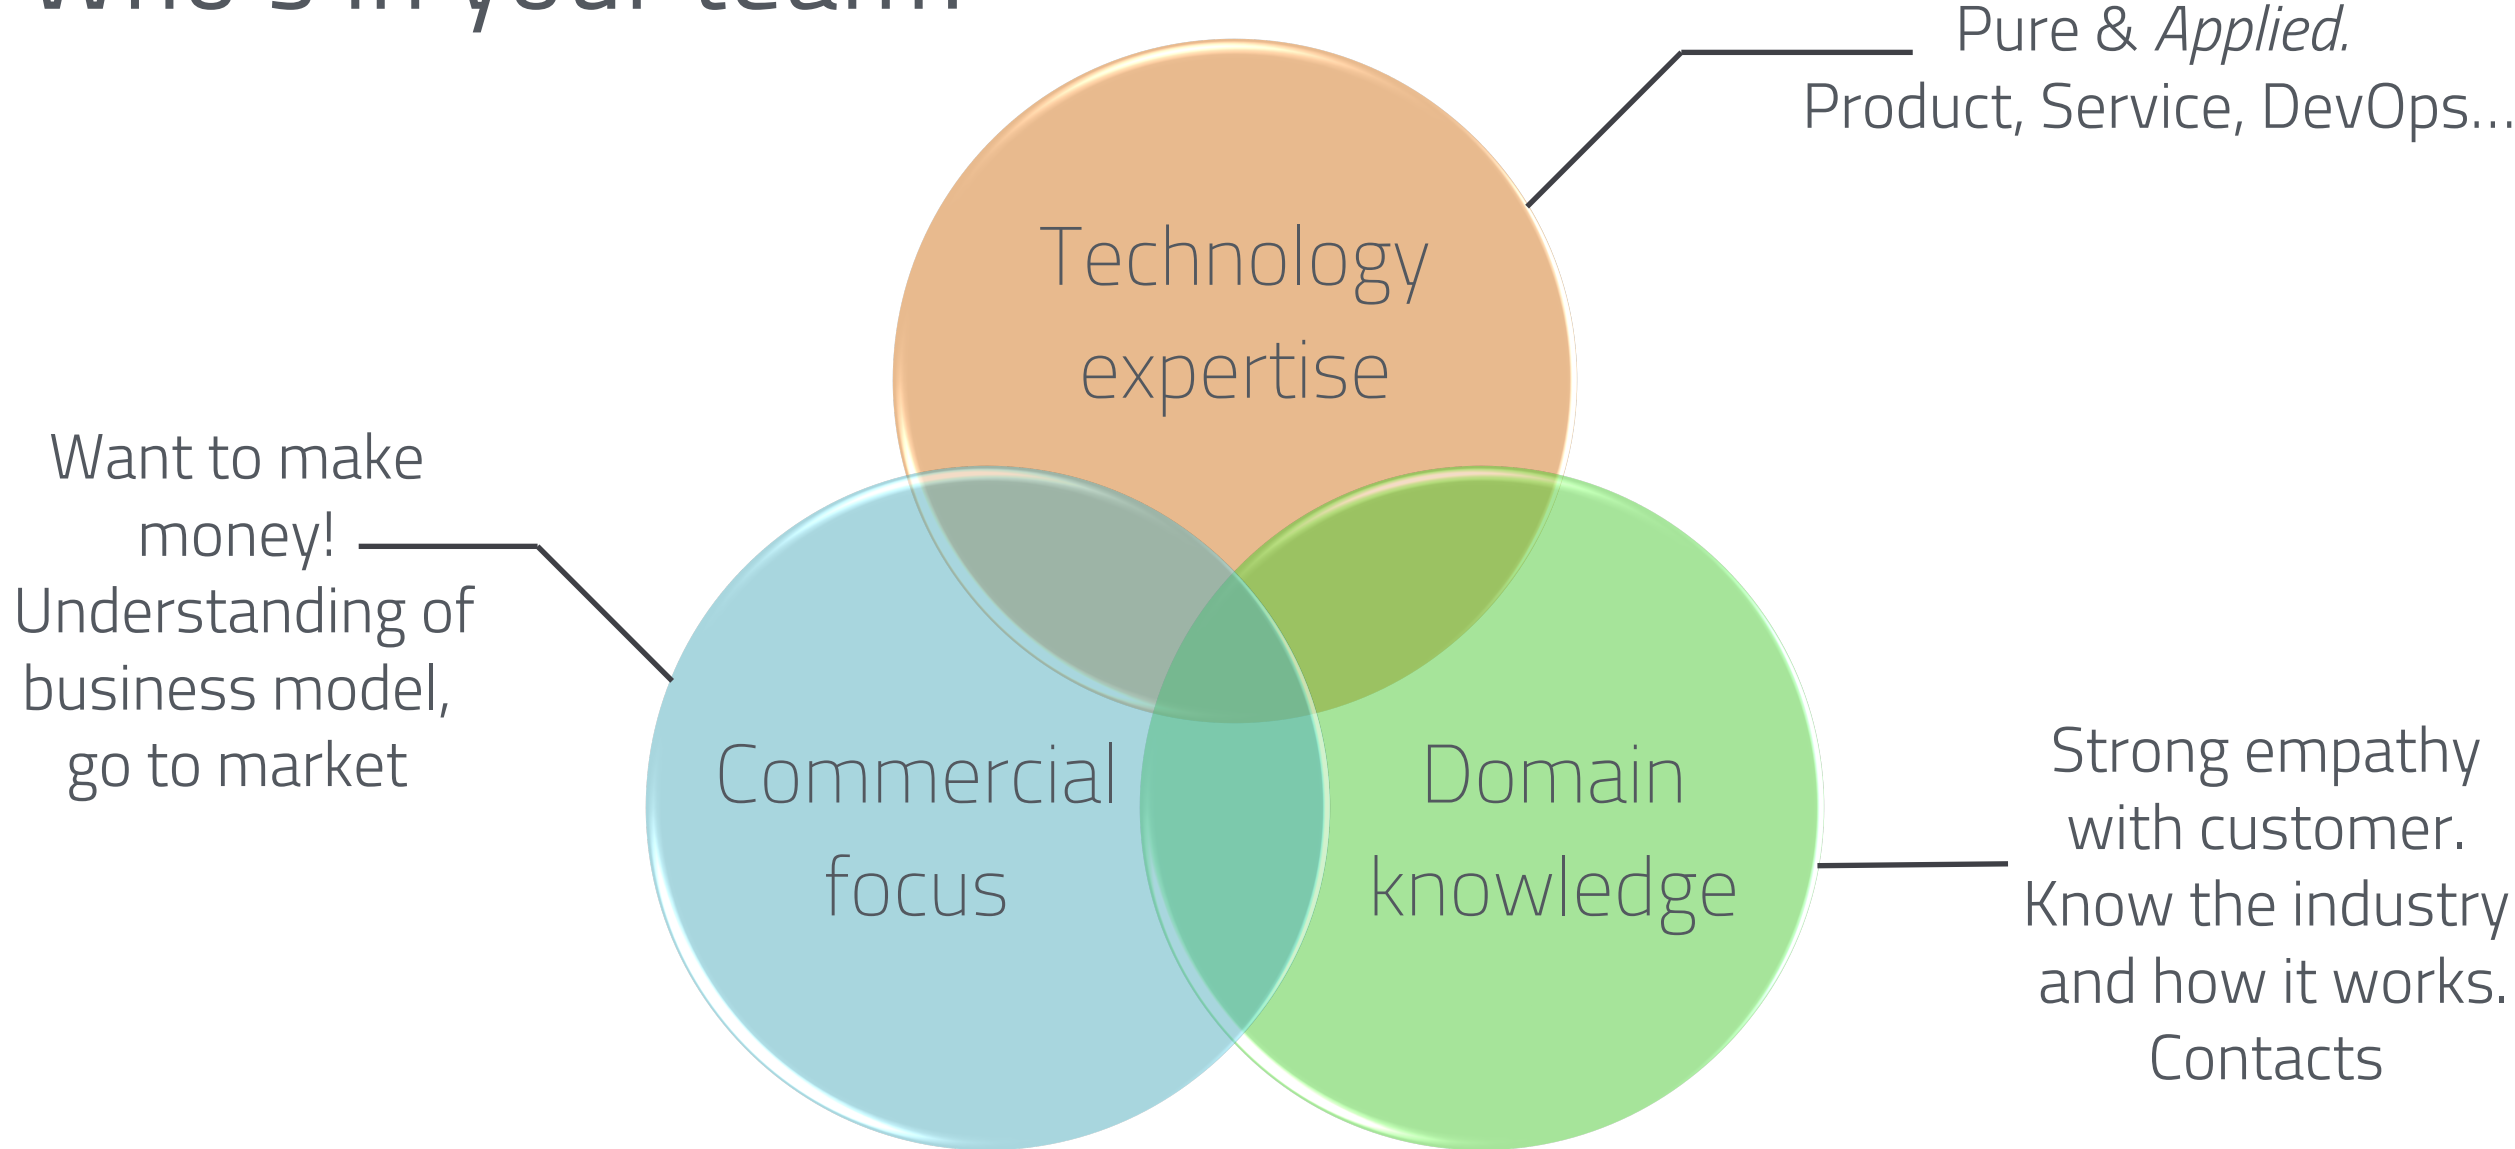 Pure & Applied.
Product, Service, DevOps...
Technology
expertise
Want to make
money!
Understanding of
business model,
go to market
Commercial
focus
Domain
knowledge
Strong empathy
with customer.
Know the industry
and how it works.
Contacts